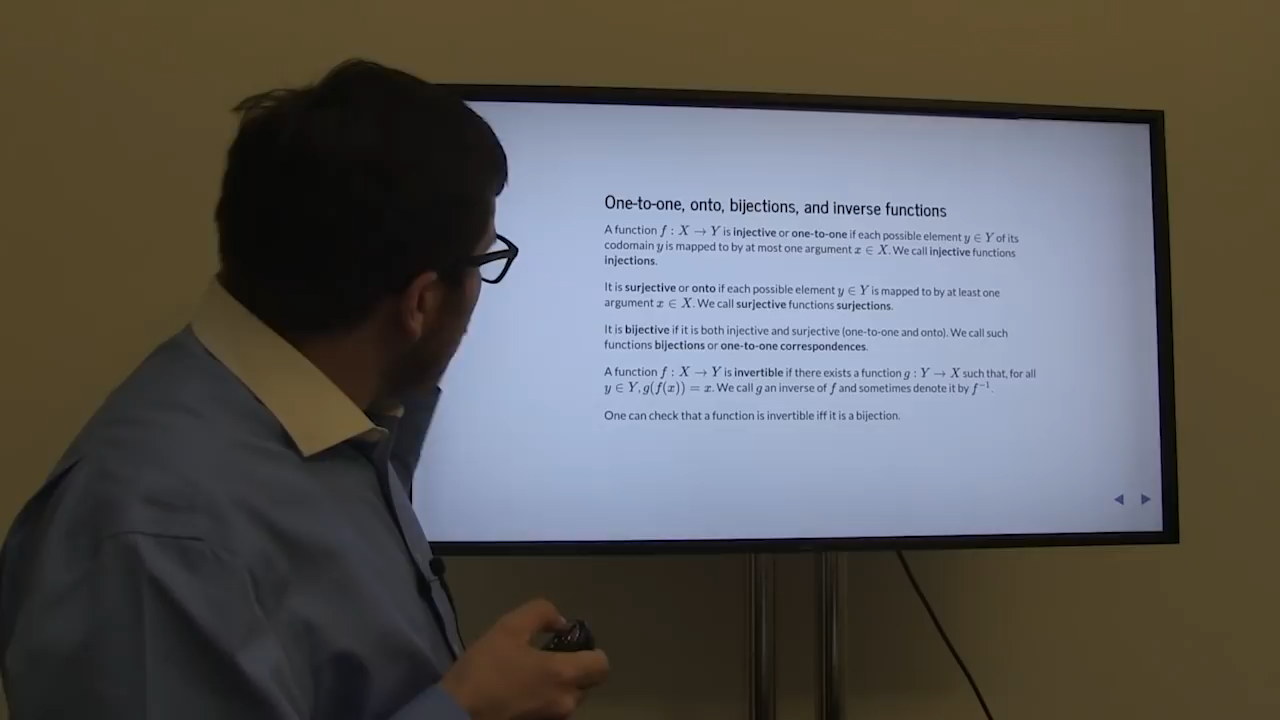 One-to-one, onto, bijections, and inverse functions
A function f : X → Y is injective or one-to-one if each possible element y ∈ Y of its
codomain y is mapped to by at most one argument x ∈ X. We call injective functions
injections.
It is surjective or onto if each possible element y ∈ Y is mapped to by at least one
argument x ∈ X. We call surjective functions surjections.
It is bijective if it is both injective and surjective (one-to-one and onto). We call such
functions bijections or one-to-one correspondences.
A function f : X → Y is invertible if there exists a function g : Y → X such that, for all
y ∈ Y, g(f(x)) = x. We call g an inverse of f and sometimes denote it by f⁻¹.
One can check that a function is invertible iff it is a bijection.